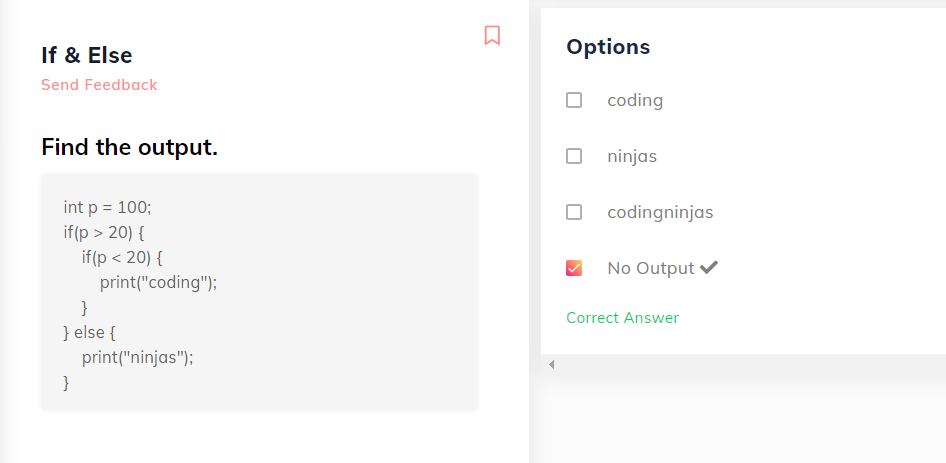 If & Else
Send Feedback
Find the output.
int p = 100;
if(p > 20) {
if(p < 20) {
print("coding");
}
} else {
print("ninjas");
}
Options
coding
ninjas
codingninjas
No Output
Correct Answer